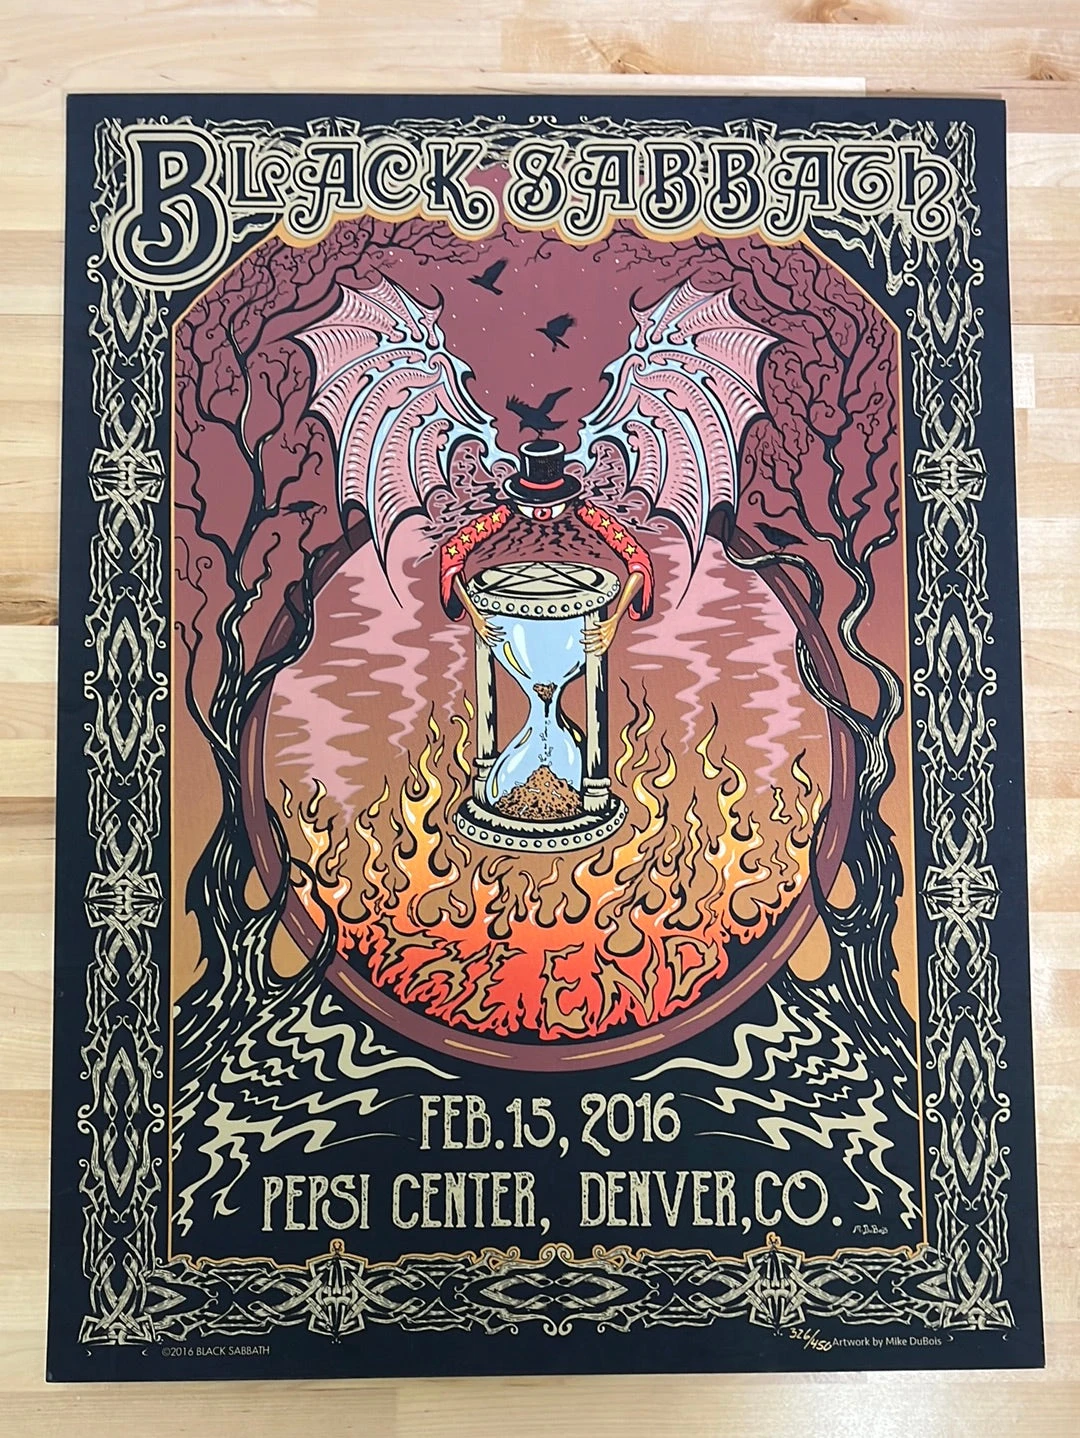 BLACK SABBATH
THE END
FEB. 15, 2016
PEPSI CENTER, DENVER, CO.
M. DuBois
326/450
Artwork by Mike DuBois
©2016 BLACK SABBATH